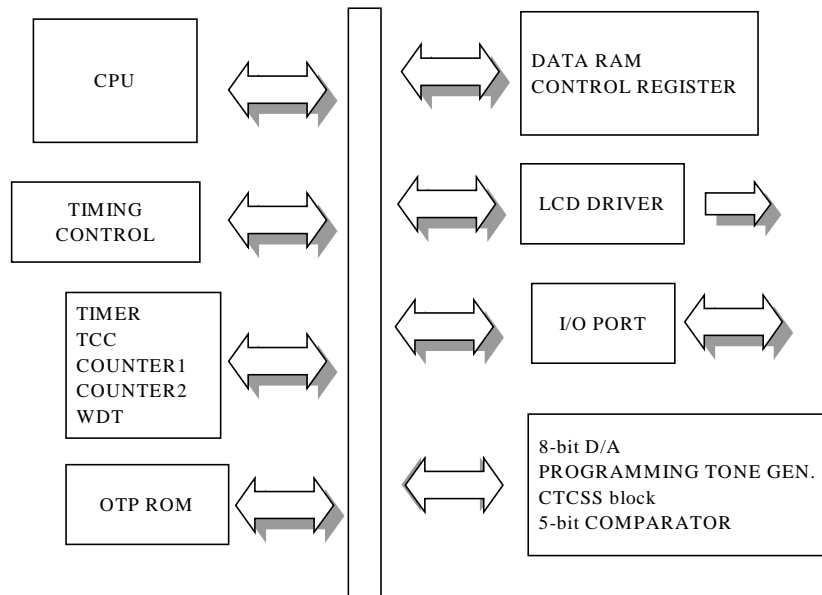 CPU
TIMING
CONTROL
TIMER
TCC
COUNTER1
COUNTER2
WDT
OTP ROM
DATA RAM
CONTROL REGISTER
LCD DRIVER
I/O PORT
8-bit D/A
PROGRAMMING TONE GEN.
CTCSS block
5-bit COMPARATOR